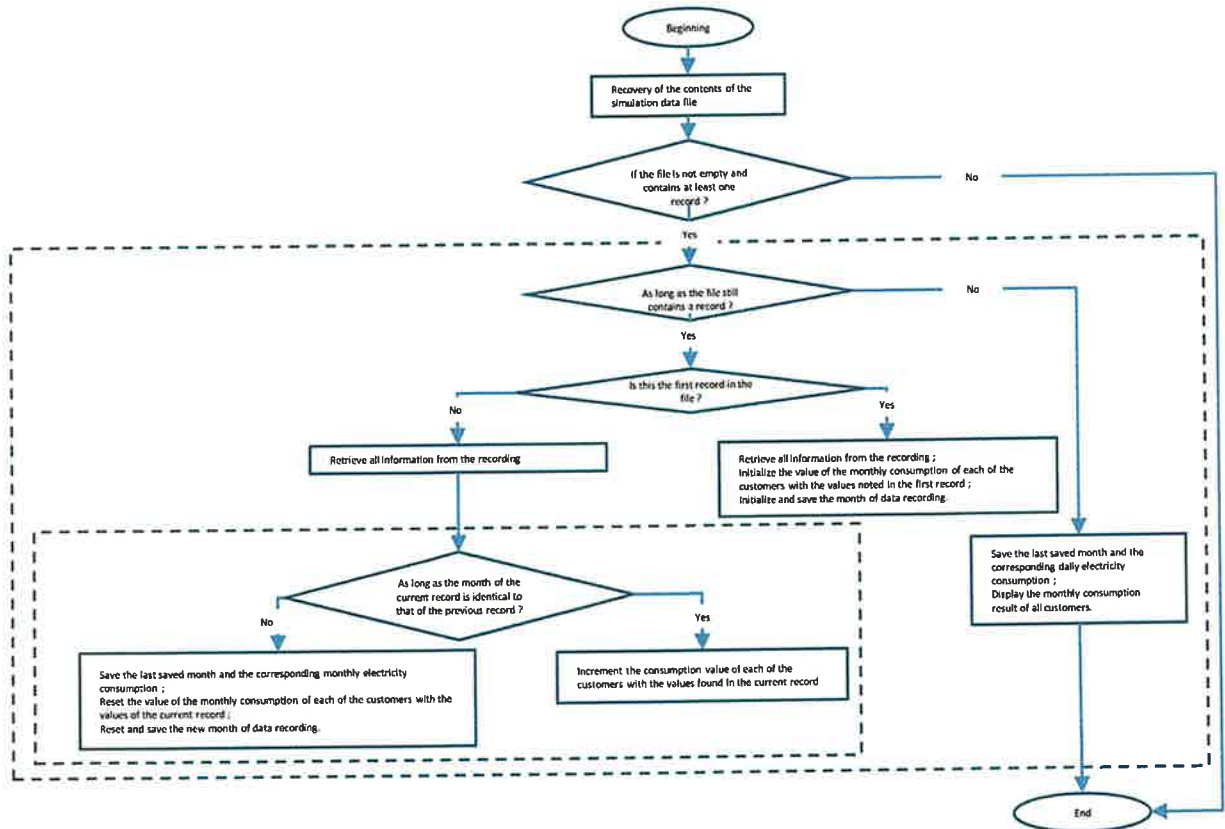 Beginning
Recovery of the contents of the
simulation data file
If the file is not empty and
contains at least one
record ?
No
Yes
As long as the file still
contains a record ?
No
Yes
Is this the first record in the
file ?
No
Yes
Retrieve all information from the recording
Retrieve all information from the recording ;
Initialize the value of the monthly consumption of each of the
customers with the values noted in the first record ;
Initialize and save the month of data recording.
As long as the month of the
current record is identical to
that of the previous record ?
No
Yes
Save the last saved month and the
corresponding daily electricity
consumption ;
Display the monthly consumption
result of all customers.
Save the last saved month and the corresponding monthly electricity
consumption ;
Reset the value of the monthly consumption of each of the customers with the
values of the current record ;
Reset and save the new month of data recording.
Increment the consumption value of each of the
customers with the values found in the current record
End